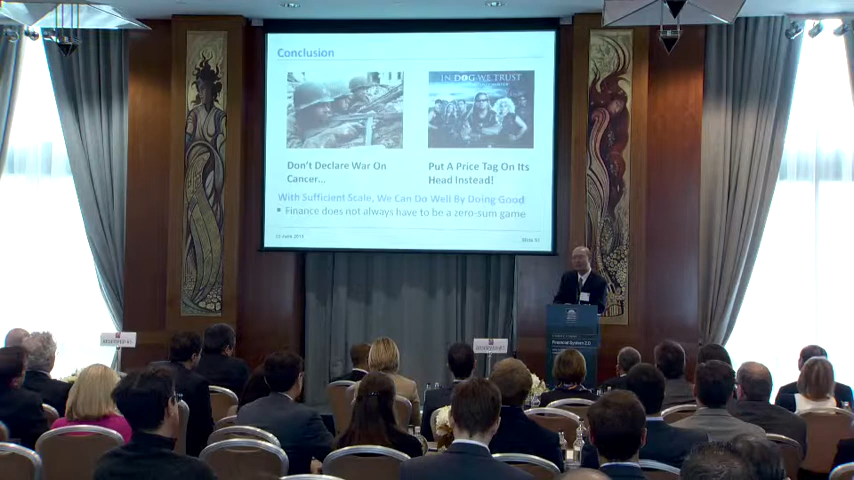 Conclusion
IN DOG WE TRUST
Don't Declare War On
Cancer...
Put A Price Tag On Its
Head Instead!
With Sufficient Scale, We Can Do Well By Doing Good
▪ Finance does not always have to be a zero-sum game
Financial System 2.0
RESERVED
RESERVED